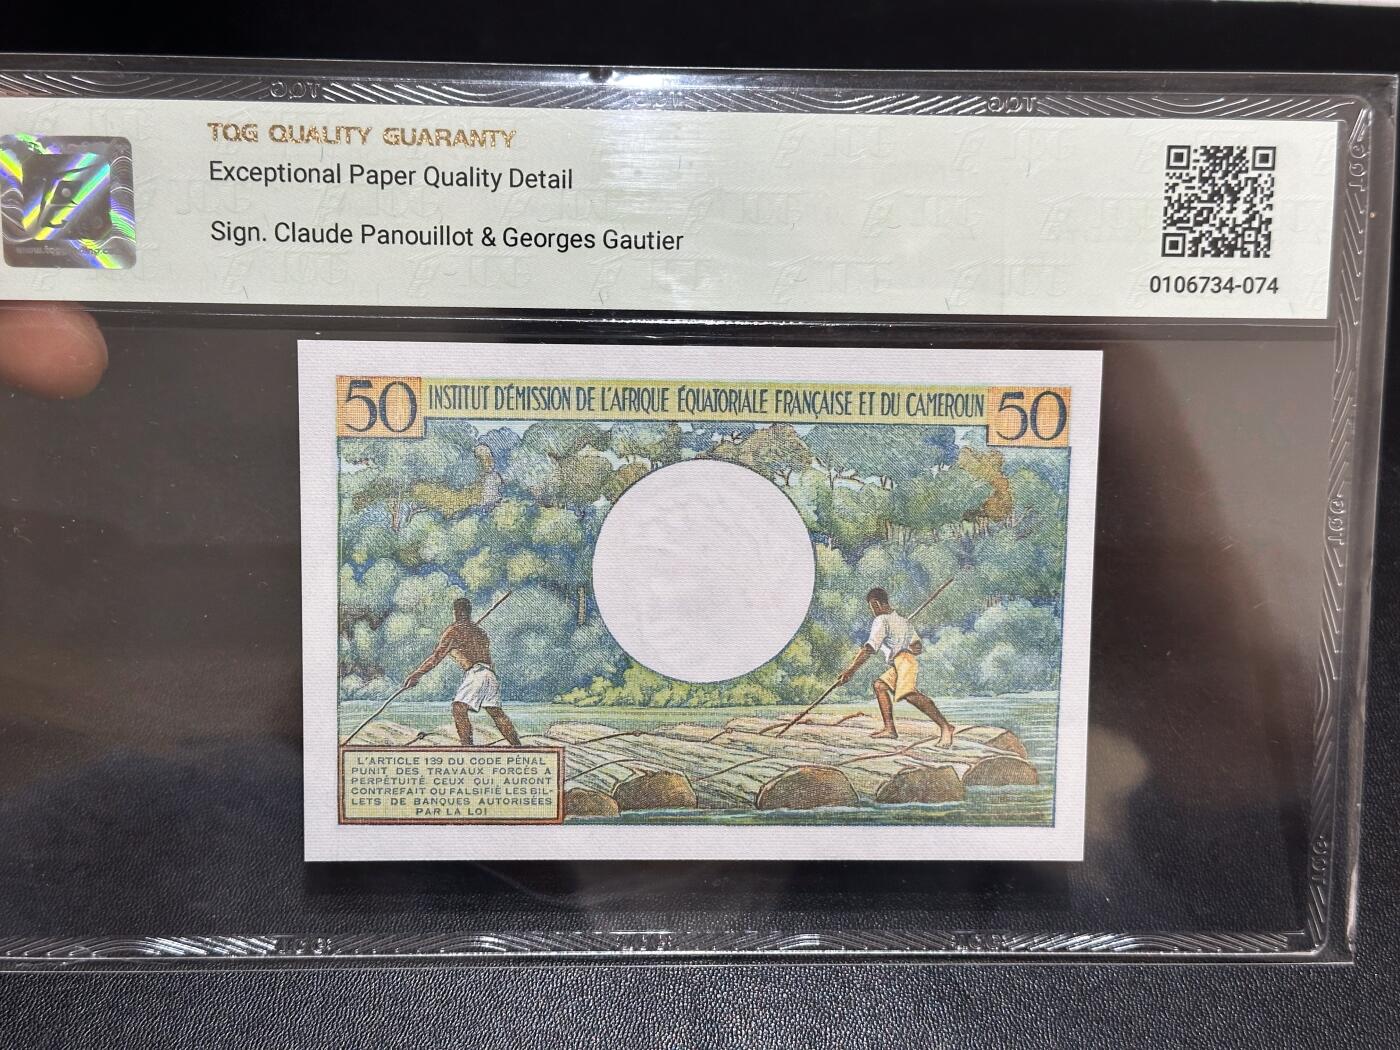 TQG QUALITY GUARANTY
Exceptional Paper Quality Detail
Sign. Claude Panouillot & Georges Gautier
0106734-074
50 INSTITUT D'ÉMISSION DE L'AFRIQUE ÉQUATORIALE FRANÇAISE ET DU CAMEROUN 50
L'ARTICLE 139 DU CODE PÉNAL
PUNIT DES TRAVAUX FORCÉS A
PERPÉTUITÉ CEUX QUI AURONT
CONTREFAIT OU FALSIFIÉ LES BIL-
LETS DE BANQUES AUTORISÉES
PAR LA LOI